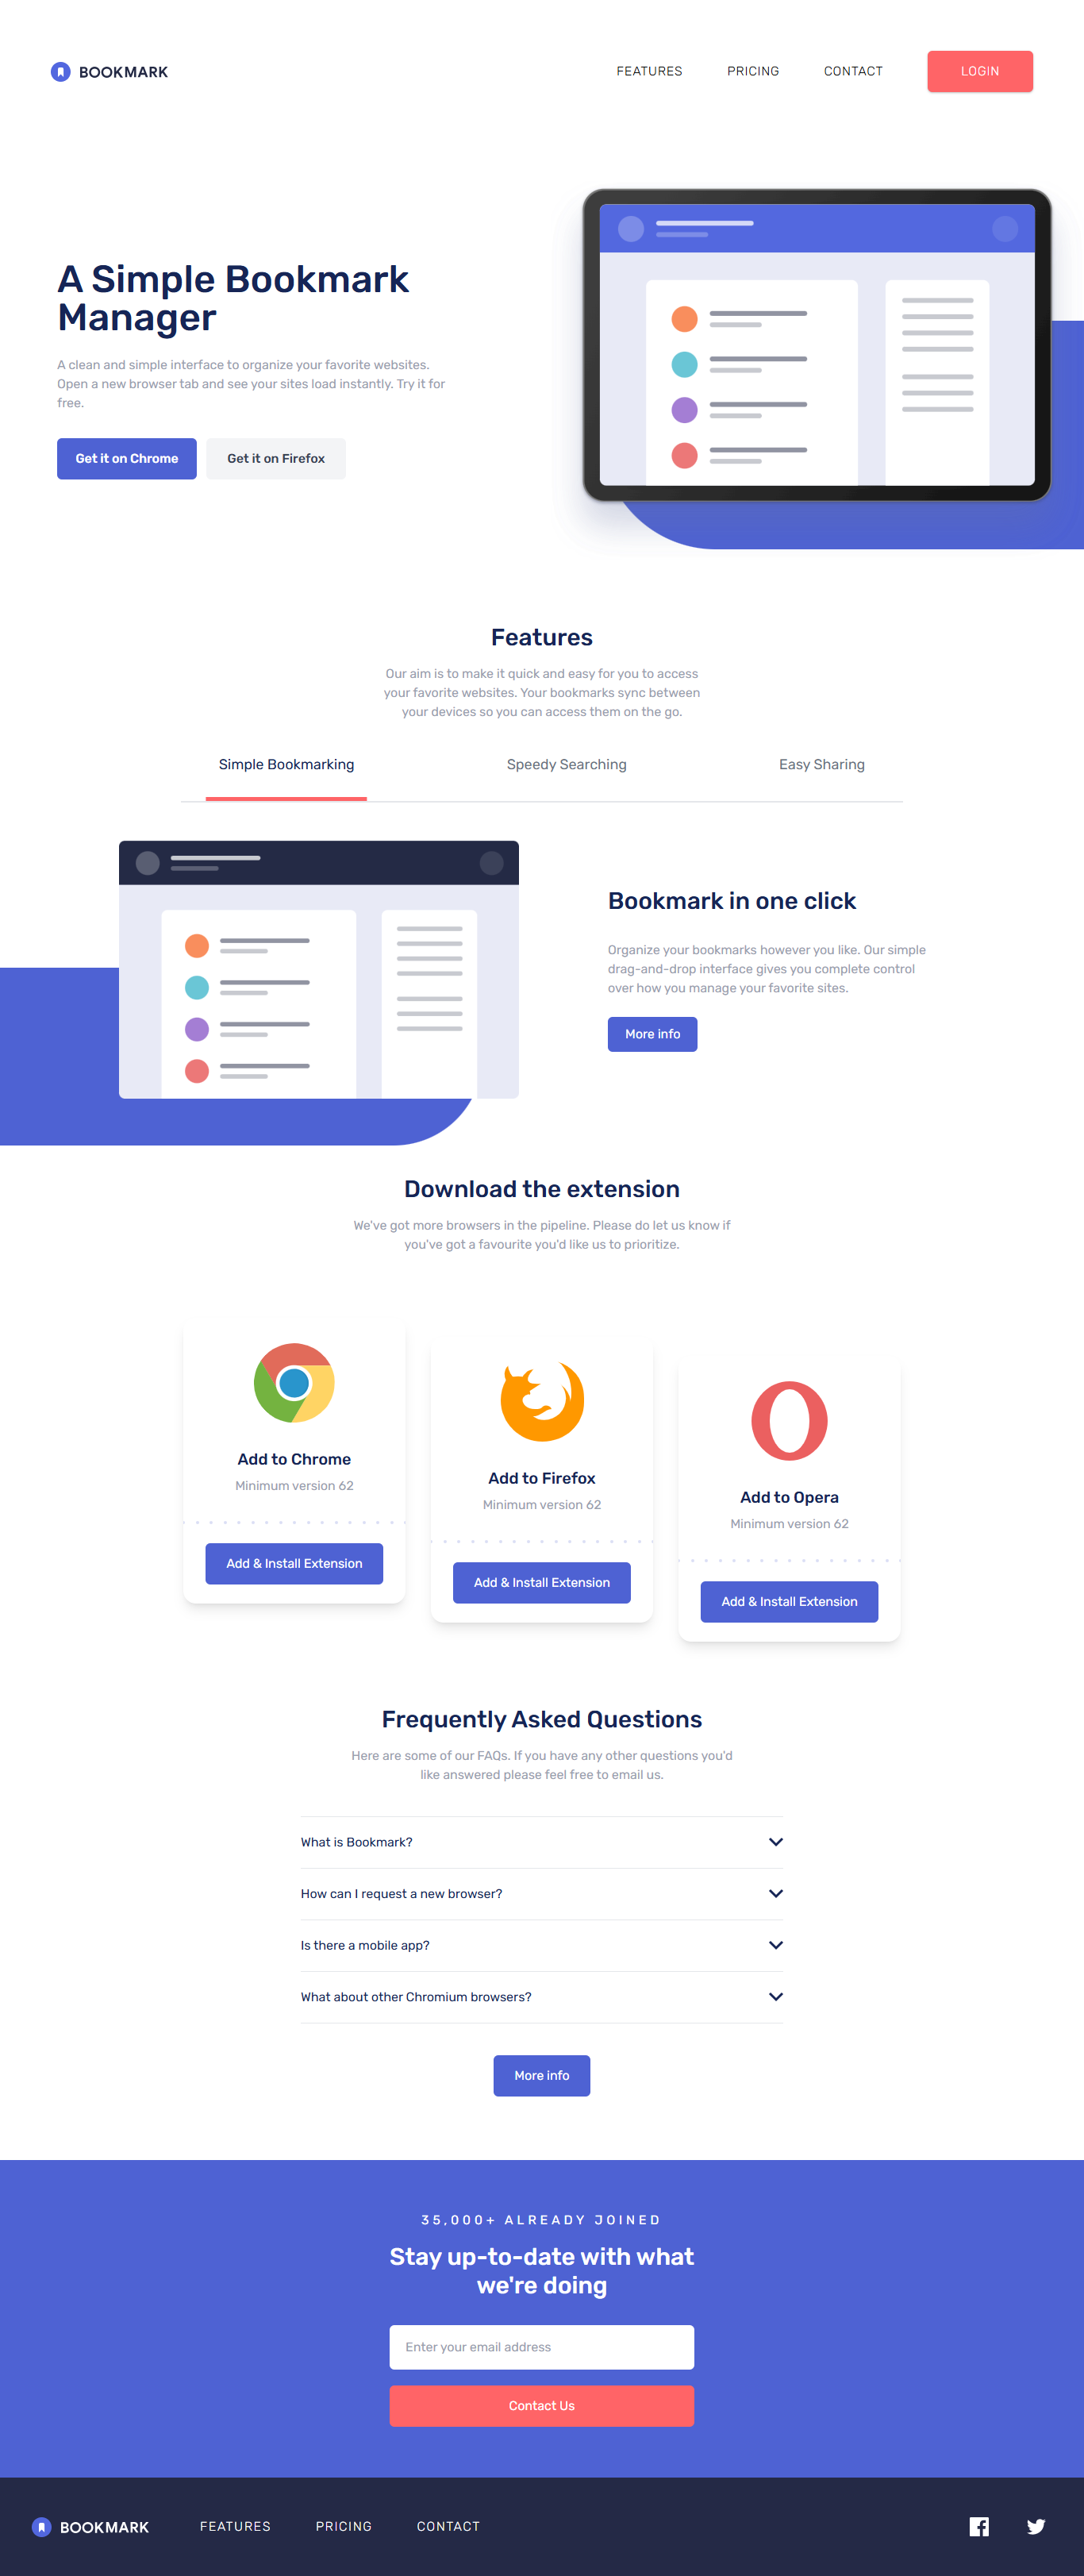 BOOKMARK
FEATURES PRICING CONTACT LOGIN
A Simple Bookmark
Manager
A clean and simple interface to organize your favorite websites.
Open a new browser tab and see your sites load instantly. Try it for
free.
Get it on Chrome Get it on Firefox
Features
Our aim is to make it quick and easy for you to access
your favorite websites. Your bookmarks sync between
your devices so you can access them on the go.
Simple Bookmarking Speedy Searching Easy Sharing
Bookmark in one click
Organize your bookmarks however you like. Our simple
drag-and-drop interface gives you complete control
over how you manage your favorite sites.
More info
Download the extension
We've got more browsers in the pipeline. Please do let us know if
you've got a favourite you'd like us to prioritize.
Add to Chrome
Minimum version 62
Add & Install Extension
Add to Firefox
Minimum version 62
Add & Install Extension
Add to Opera
Minimum version 62
Add & Install Extension
Frequently Asked Questions
Here are some of our FAQs. If you have any other questions you'd
like answered please feel free to email us.
What is Bookmark?
How can I request a new browser?
Is there a mobile app?
What about other Chromium browsers?
More info
35,000+ ALREADY JOINED
Stay up-to-date with what
we're doing
Enter your email address
Contact Us
BOOKMARK FEATURES PRICING CONTACT